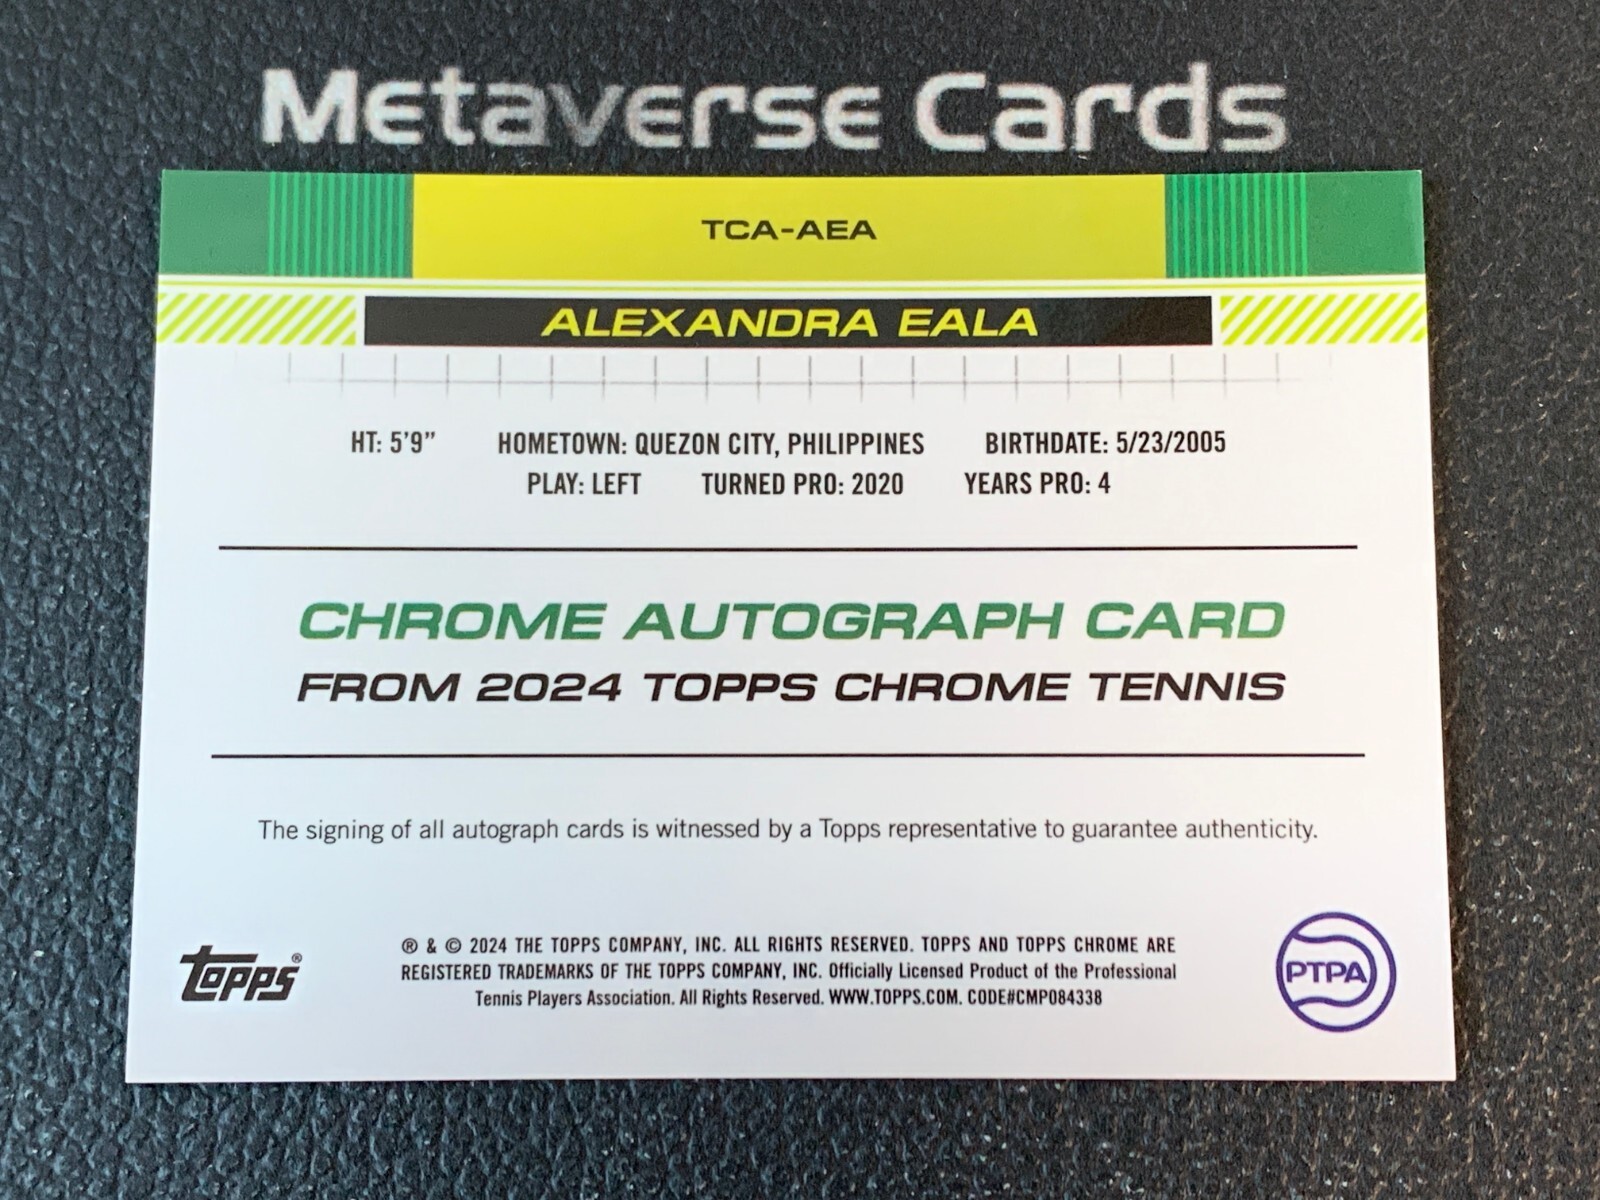 Metaverse Cards
TCA-AEA
ALEXANDRA EALA
HT: 5'9" HOMETOWN: QUEZON CITY, PHILIPPINES BIRTHDATE: 5/23/2005
PLAY: LEFT TURNED PRO: 2020 YEARS PRO: 4
CHROME AUTOGRAPH CARD
FROM 2024 TOPPS CHROME TENNIS
The signing of all autograph cards is witnessed by a Topps representative to guarantee authenticity.
Topps®
® & © 2024 THE TOPPS COMPANY, INC. ALL RIGHTS RESERVED. TOPPS AND TOPPS CHROME ARE
REGISTERED TRADEMARKS OF THE TOPPS COMPANY, INC. Officially Licensed Product of the Professional
Tennis Players Association. All Rights Reserved. WWW.TOPPS.COM. CODE#CMP084338
PTPA